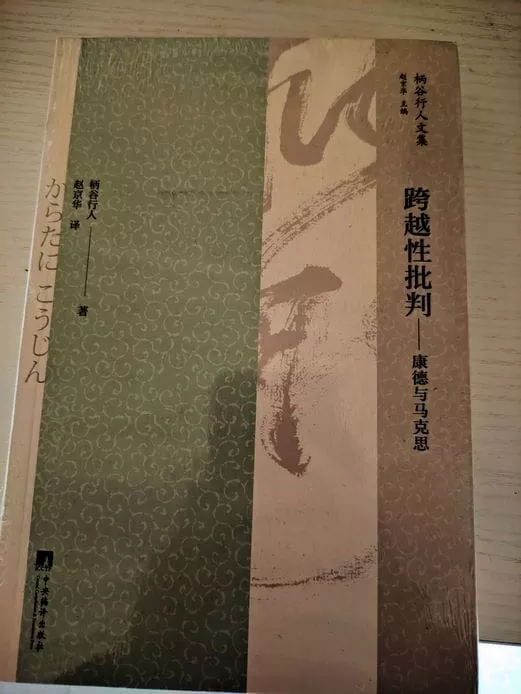 柄谷行人文集
赵京华 主编
跨越性批判——康德与马克思
柄谷行人——著
赵京华 译
からたに こうじん
中央编译出版社